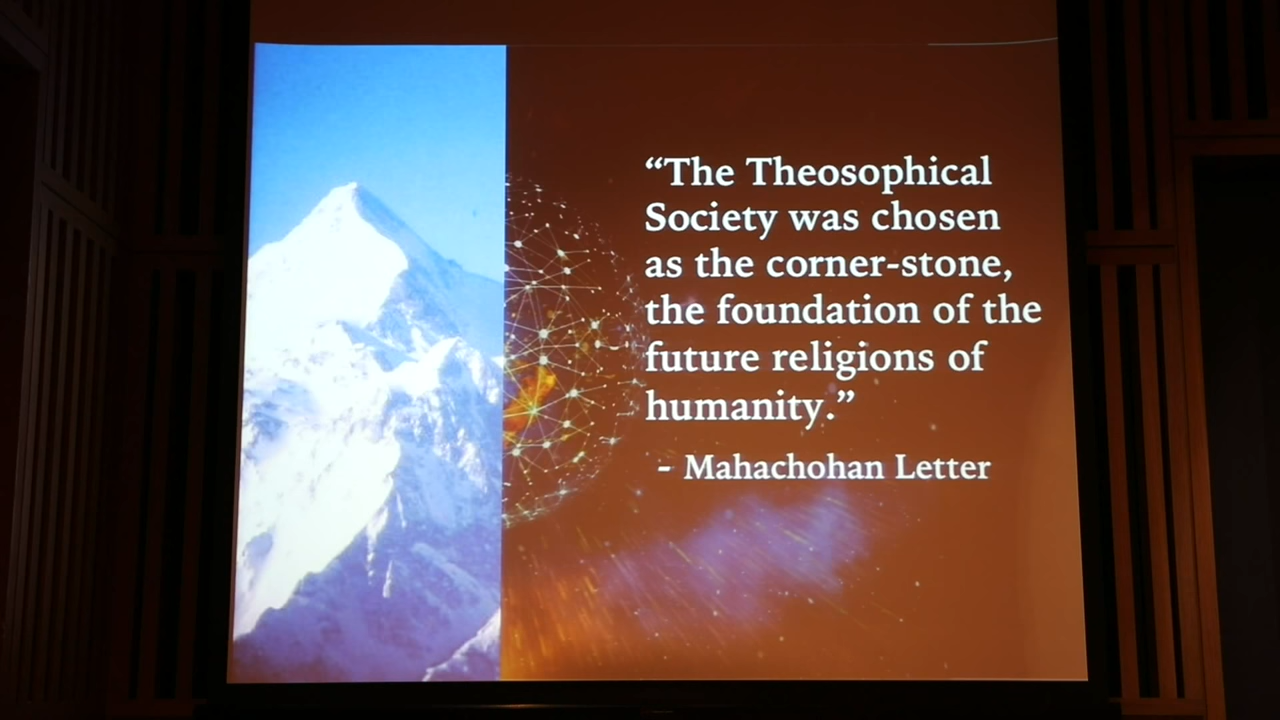 “The Theosophical
Society was chosen
as the corner-stone,
the foundation of the
future religions of
humanity.”
- Mahachohan Letter